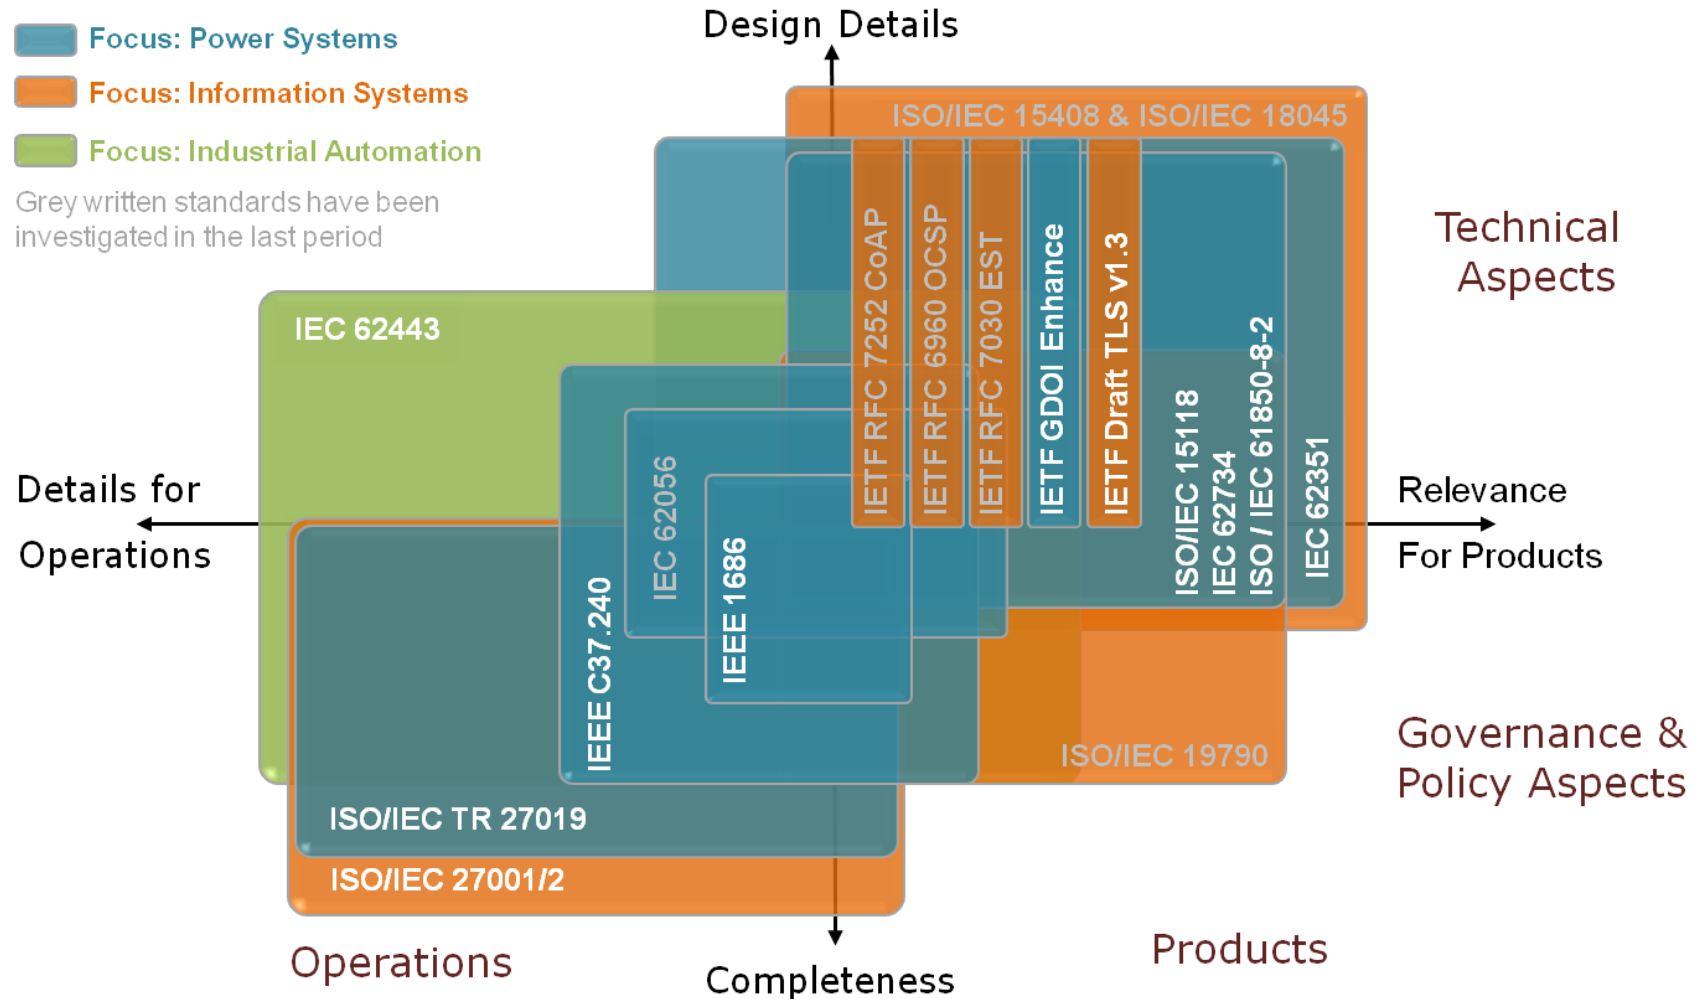 Design Details
Focus: Power Systems
Focus: Information Systems
Focus: Industrial Automation
Grey written standards have been
investigated in the last period
ISO/IEC 15408 & ISO/IEC 18045
Technical
Aspects
IEC 62443
IETF RFC 7252 CoAP
IETF RFC 6960 OCSP
IETF RFC 7030 EST
IETF GDOI Enhance
IETF Draft TLS v1.3
ISO/IEC 15118
IEC 62734
ISO / IEC 61850-8-2
IEC 62351
Details for
Operations
Relevance
For Products
IEC 62056
IEEE 1686
IEEE C37.240
ISO/IEC 19790
Governance &
Policy Aspects
ISO/IEC TR 27019
ISO/IEC 27001/2
Operations
Completeness
Products